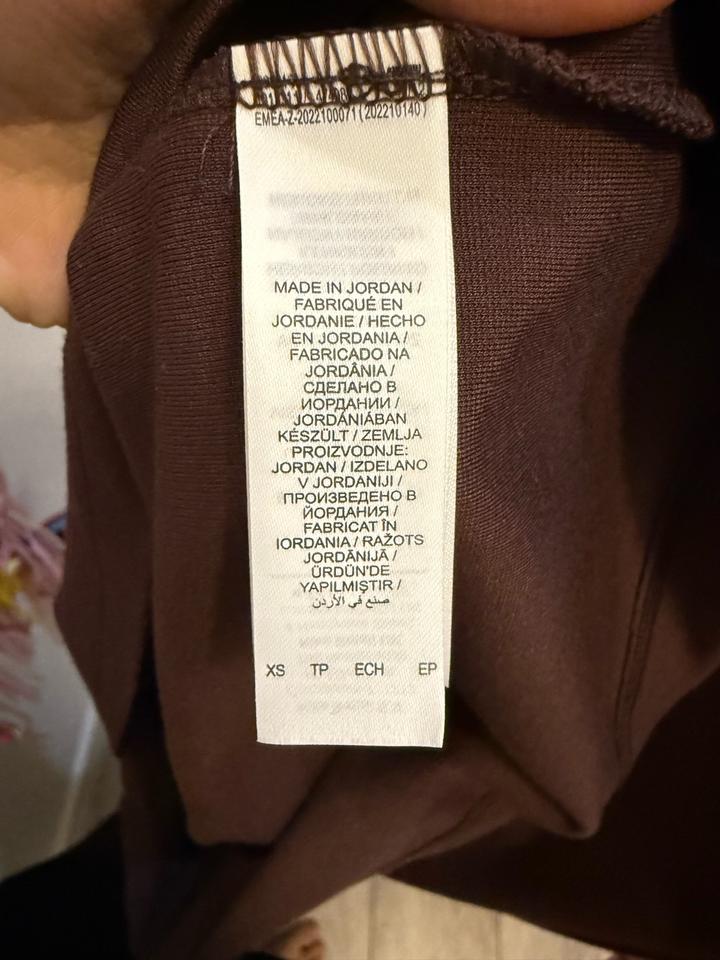 EMEA-Z-2022100071 (202210140)
MADE IN JORDAN /
FABRIQUÉ EN
JORDANIE / HECHO
EN JORDANIA /
FABRICADO NA
JORDÂNIA /
СДЕЛАНО В
ИОРДАНИИ /
JORDÁNIÁBAN
KÉSZÜLT / ZEMLJA
PROIZVODNJE:
JORDAN / IZDELANO
V JORDANIJI /
ПРОИЗВЕДЕНО В
ЙОРДАНИЯ /
FABRICAT ÎN
IORDANIA / RAŽOTS
JORDĀNIJĀ /
ÜRDÜN'DE
YAPILMIŞTIR /
صنع في الأردن
XS TP ECH EP